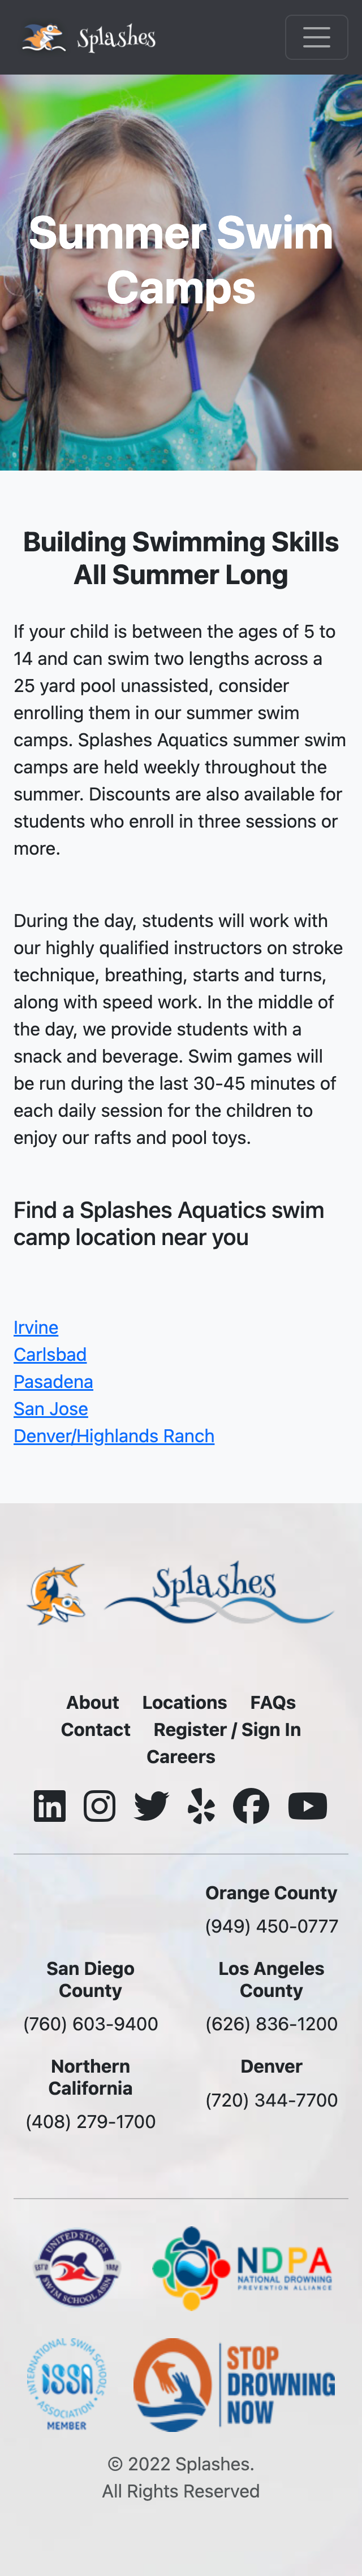 Splashes
Summer Swim
Camps
Building Swimming Skills
All Summer Long
If your child is between the ages of 5 to
14 and can swim two lengths across a
25 yard pool unassisted, consider
enrolling them in our summer swim
camps. Splashes Aquatics summer swim
camps are held weekly throughout the
summer. Discounts are also available for
students who enroll in three sessions or
more.
During the day, students will work with
our highly qualified instructors on stroke
technique, breathing, starts and turns,
along with speed work. In the middle of
the day, we provide students with a
snack and beverage. Swim games will
be run during the last 30-45 minutes of
each daily session for the children to
enjoy our rafts and pool toys.
Find a Splashes Aquatics swim
camp location near you
Irvine
Carlsbad
Pasadena
San Jose
Denver/Highlands Ranch
Splashes
About Locations FAQs
Contact Register / Sign In
Careers
Orange County
(949) 450-0777
San Diego
County
(760) 603-9400
Los Angeles
County
(626) 836-1200
Northern
California
(408) 279-1700
Denver
(720) 344-7700
UNITED STATES
SWIM SCHOOL ASSN
NDPA
NATIONAL DROWNING
PREVENTION ALLIANCE
INTERNATIONAL SWIM SCHOOLS
ASSOCIATION
ISSA
MEMBER
STOP
DROWNING
NOW
© 2022 Splashes.
All Rights Reserved